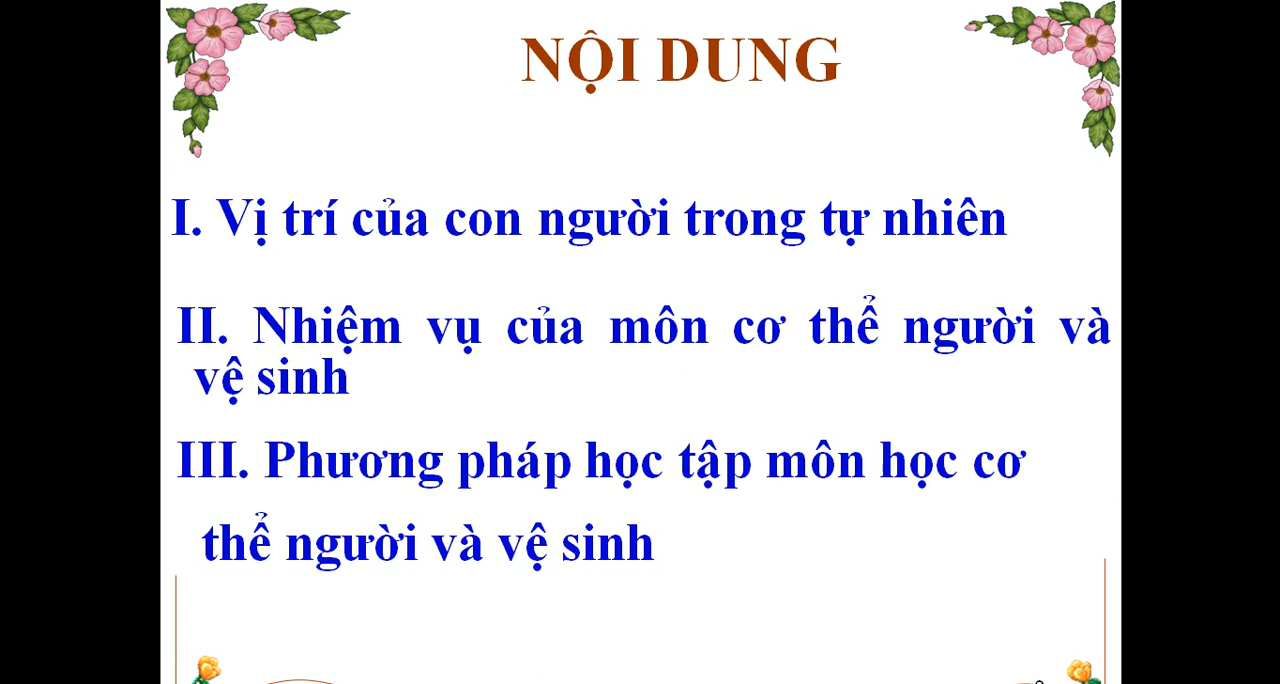 NỘI DUNG
I. Vị trí của con người trong tự nhiên
II. Nhiệm vụ của môn cơ thể người và
vệ sinh
III. Phương pháp học tập môn học cơ
thể người và vệ sinh